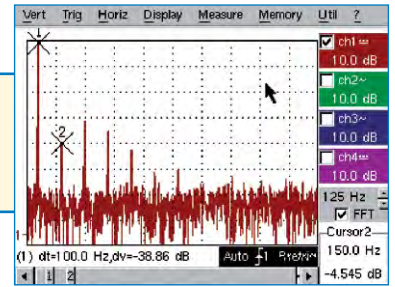 Vert Trig Horiz Display Measure Memory Util ?
1
ch1
10.0 dB
ch2~
10.0 dB
2
ch3~
10.0 dB
ch4
10.0 dB
125 Hz
FFT
Cursor2
1
150.0 Hz
(1) dt=100.0 Hz,dv=-38.86 dB Auto 1
-4.545 dB
1 2